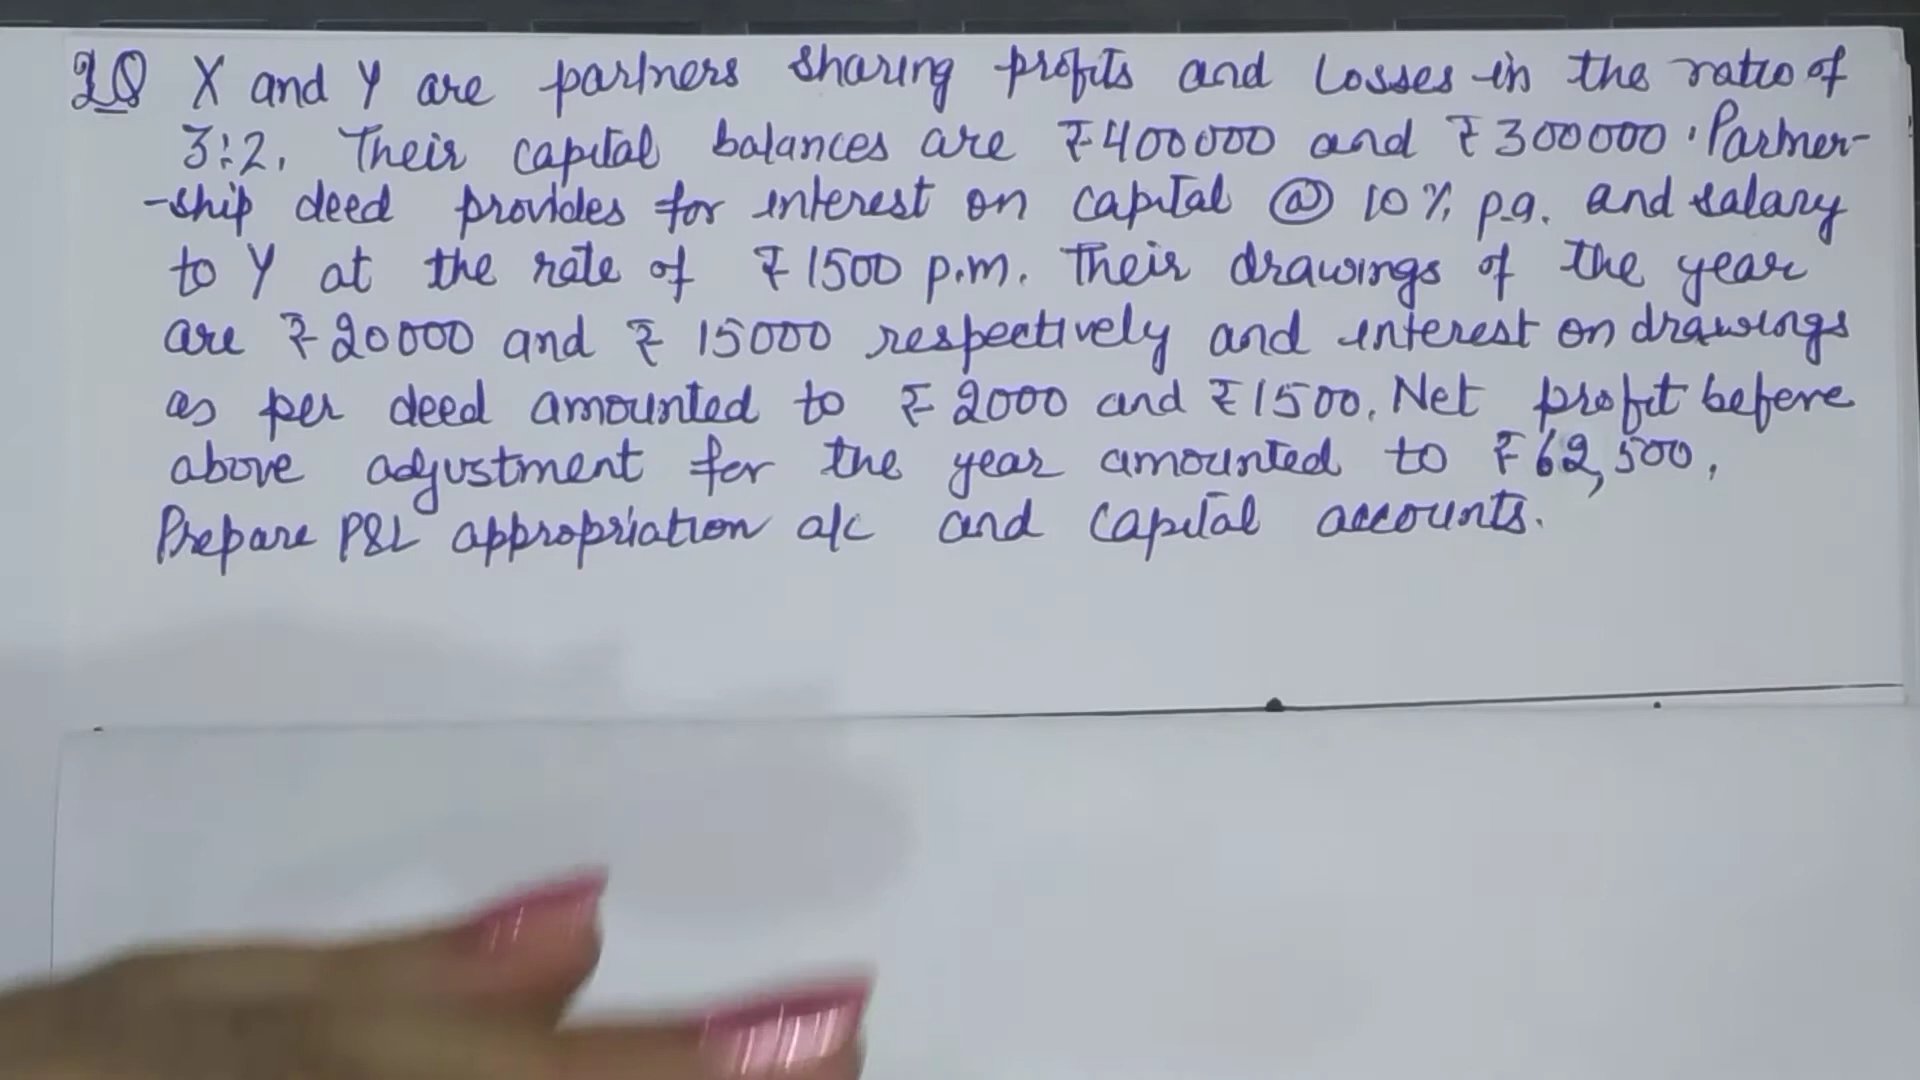 2Q X and Y are partners sharing profits and Losses in the ratio of
3:2. Their capital balances are ₹400000 and ₹300000. Partner-
-ship deed provides for interest on capital @ 10% p.a. and salary
to Y at the rate of ₹1500 p.m. Their drawings of the year
are ₹20000 and ₹ 15000 respectively and interest on drawings
as per deed amounted to ₹2000 and ₹1500. Net profit before
above adjustment for the year amounted to ₹62,500,
Prepare P&L appropriation a/c and capital accounts.